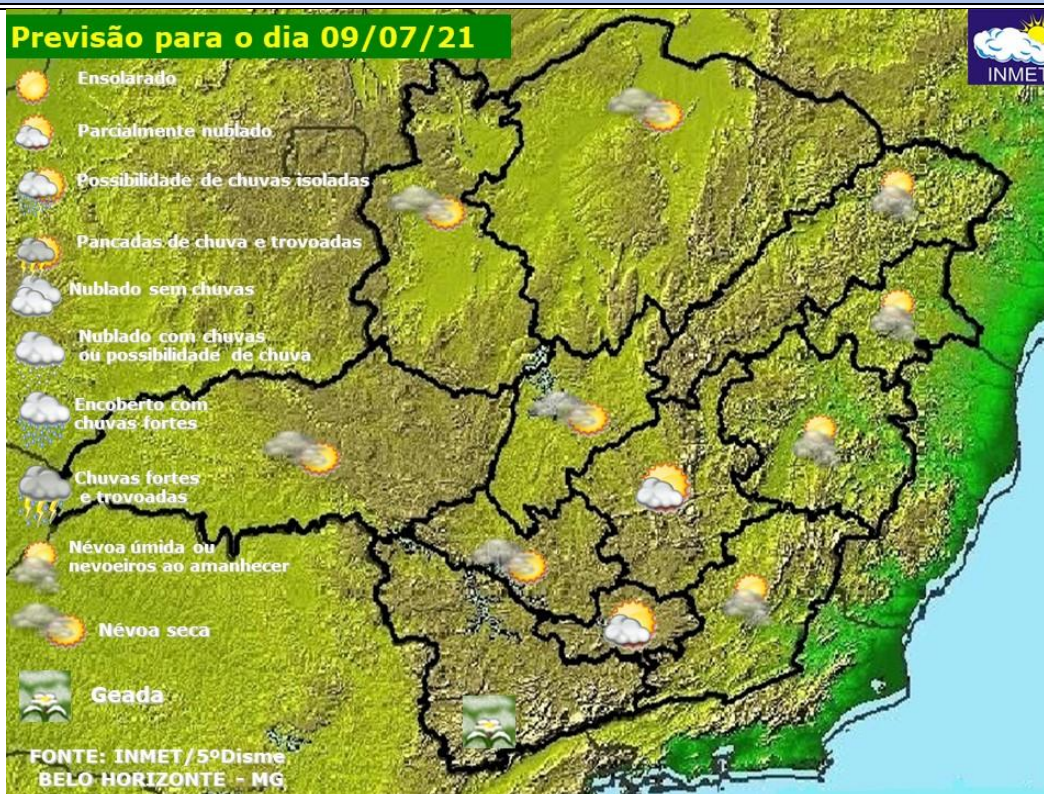 Previsão para o dia 09/07/21
INMET
Ensolarado
Parcialmente nublado
Possibilidade de chuvas isoladas
Pancadas de chuva e trovoadas
Nublado sem chuvas
Nublado com chuvas
ou possibilidade de chuva
Encoberto com
chuvas fortes
Chuvas fortes
e trovoadas
Névoa úmida ou
nevoeiros ao amanhecer
Névoa seca
Geada
FONTE: INMET/5ºDisme
BELO HORIZONTE - MG